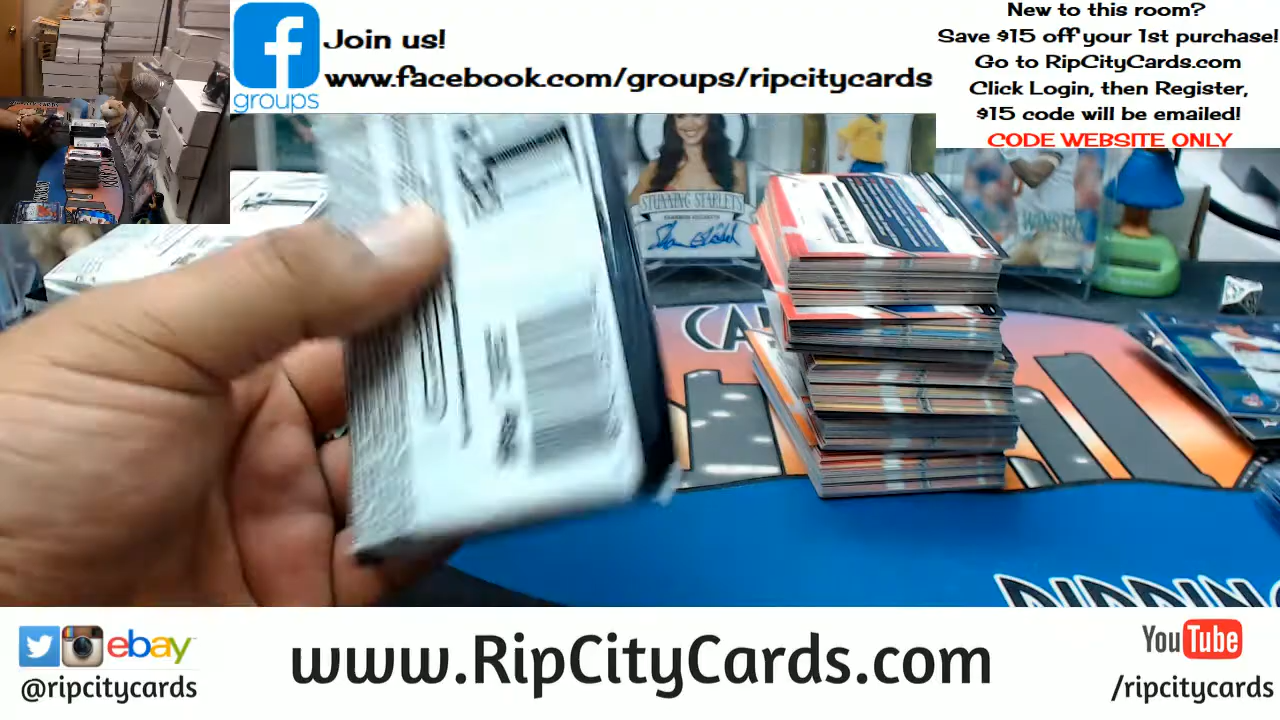 groups
Join us!
www.facebook.com/groups/ripcitycards
New to this room?
Save $15 off your 1st purchase!
Go to RipCityCards.com
Click Login, then Register,
$15 code will be emailed!
CODE WEBSITE ONLY
STUNNING STARLETS
CA
ebay
@ripcitycards
www.RipCityCards.com
YouTube
/ripcitycards